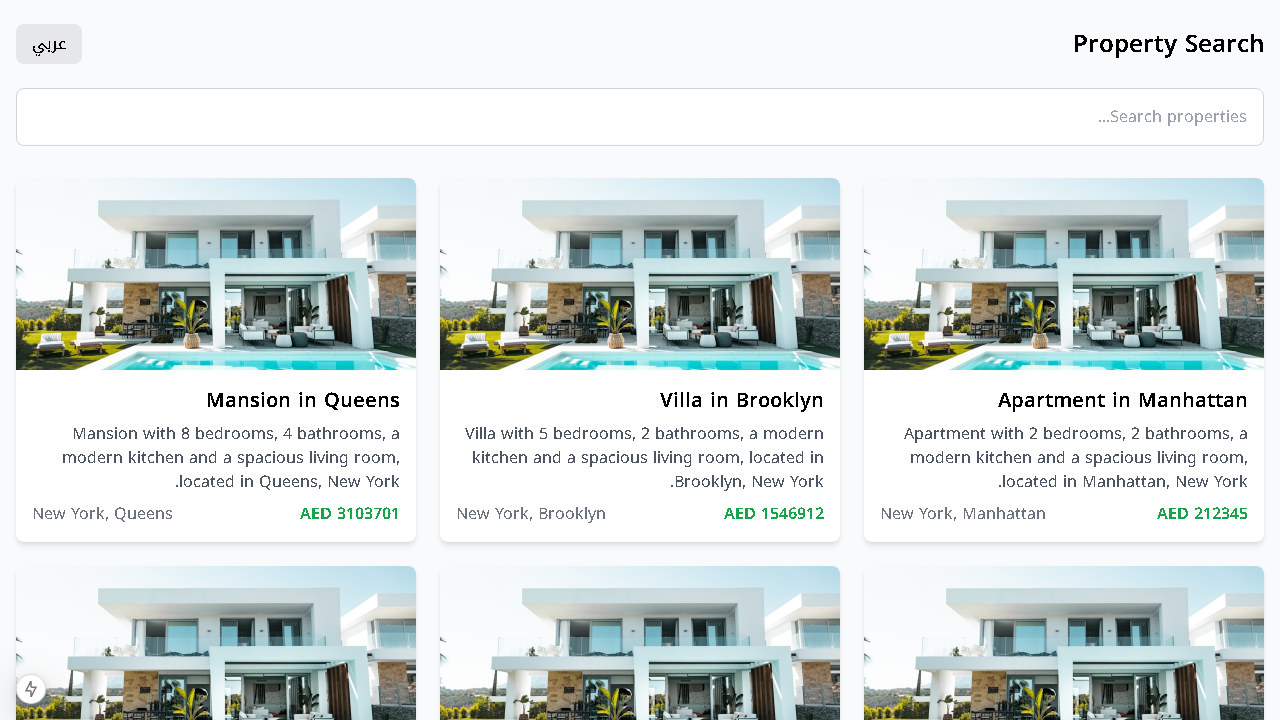 Property Search
عربي
Search properties...
Apartment in Manhattan
Apartment with 2 bedrooms, 2 bathrooms, a
modern kitchen and a spacious living room,
located in Manhattan, New York.
AED 212345
New York, Manhattan
Villa in Brooklyn
Villa with 5 bedrooms, 2 bathrooms, a modern
kitchen and a spacious living room, located in
Brooklyn, New York.
AED 1546912
New York, Brooklyn
Mansion in Queens
Mansion with 8 bedrooms, 4 bathrooms, a
modern kitchen and a spacious living room,
located in Queens, New York.
AED 3103701
New York, Queens